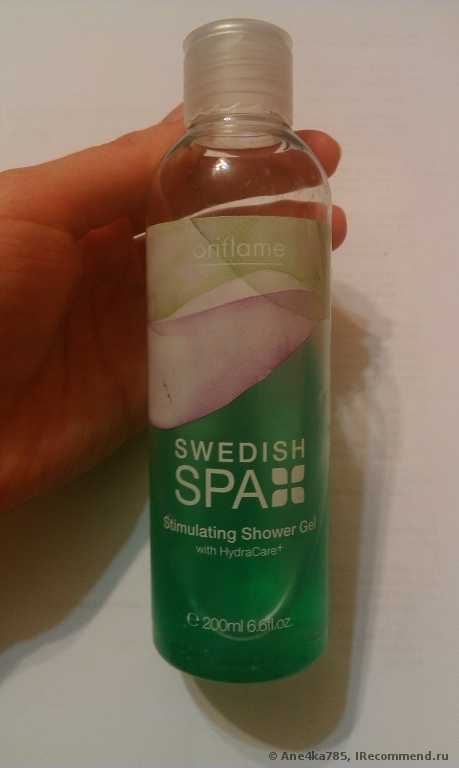 oriflame
SWEDISH
SPA
Stimulating Shower Gel
with HydraCare+
℮ 200ml 6.6fl.oz.
© Ane4ka785, IRecommend.ru